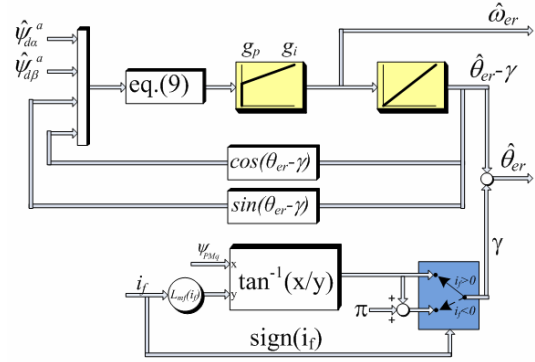 ω̂er
ψ̂dα a
gp gi
θ̂er-γ
ψ̂dβ a
eq.(9)
cos(θer-γ)
θ̂er
sin(θer-γ)
γ
ψPMq
x
if
Lmf(if)
y
tan⁻¹(x/y)
if>0
π
+
+
if<0
sign(if)